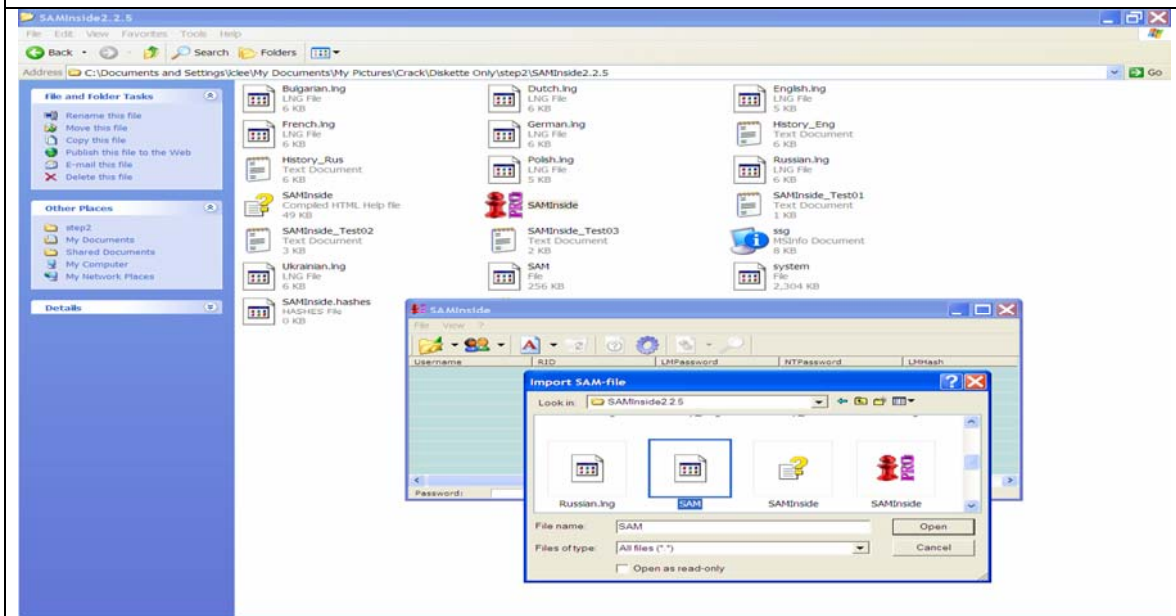 SAMInside2.2.5
File Edit View Favorites Tools Help
Back Search Folders
Address C:\Documents and Settings\klee\My Documents\My Pictures\Crack\Diskette Only\step2\SAMInside2.2.5 Go
File and Folder Tasks
Rename this file
Move this file
Copy this file
Publish this file to the Web
E-mail this file
Delete this file
Other Places
step2
My Documents
Shared Documents
My Computer
My Network Places
Details
Bulgarian.lng
LNG File
6 KB
Dutch.lng
LNG File
6 KB
English.lng
LNG File
5 KB
French.lng
LNG File
6 KB
German.lng
LNG File
6 KB
History_Eng
Text Document
6 KB
History_Rus
Text Document
6 KB
Polish.lng
LNG File
5 KB
Russian.lng
LNG File
6 KB
SAMInside
Compiled HTML Help file
49 KB
SAMInside
PRO
SAMInside_Test01
Text Document
1 KB
SAMInside_Test02
Text Document
3 KB
SAMInside_Test03
Text Document
2 KB
ssg
MSInfo Document
8 KB
Ukrainian.lng
LNG File
6 KB
SAM
File
256 KB
system
File
2,304 KB
SAMInside.hashes
HASHES File
0 KB
SAMInside
File View ?
Username RID LMPassword NTPassword LMHash
Password:
Import SAM-file
Look in: SAMInside2.2.5
PRO
Russian.lng SAM SAMInside SAMInside
File name: SAM Open
Files of type: All files (*.*) Cancel
Open as read-only